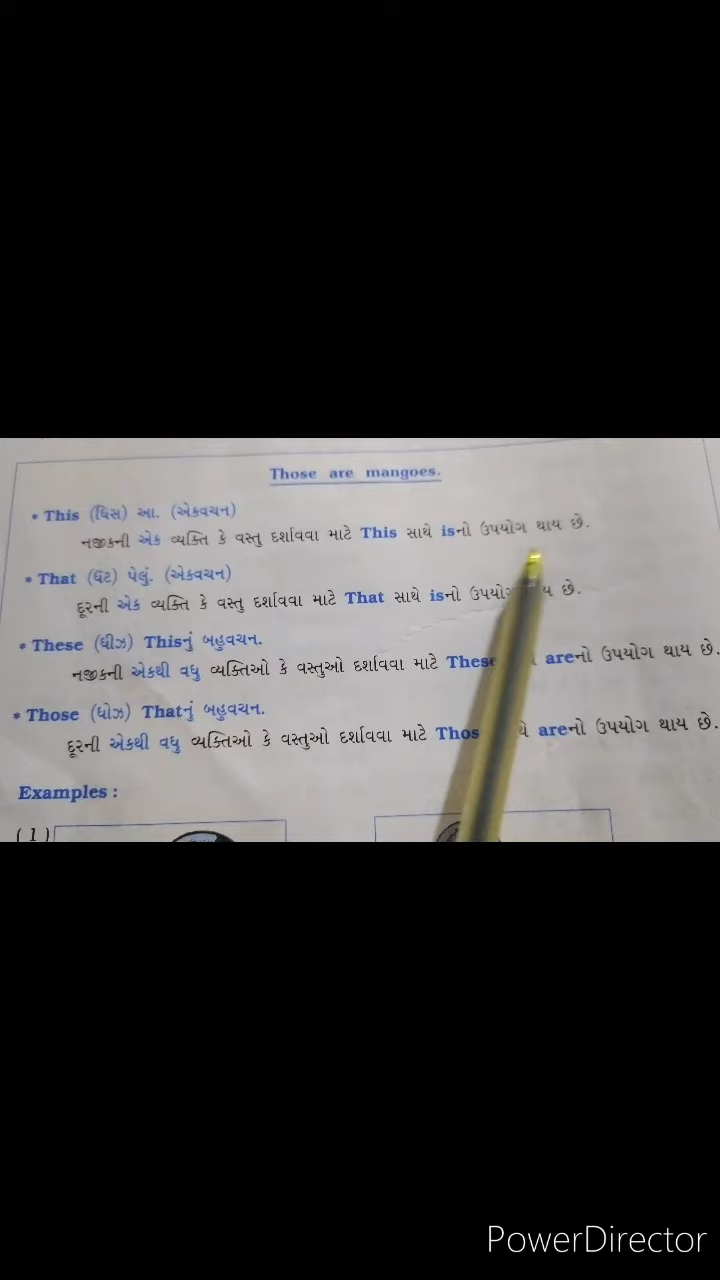 Those are mangoes.
• This (ધિસ) આ. (એકવચન)
નજીકની એક વ્યક્તિ કે વસ્તુ દર્શાવવા માટે This સાથે isનો ઉપયોગ થાય છે.
• That (ધૅટ) પેલું. (એકવચન)
દૂરની એક વ્યક્તિ કે વસ્તુ દર્શાવવા માટે That સાથે isનો છે.
• These (ધીઝ) Thisનું બહુવચન.
નજીકની એકથી વધુ વ્યક્તિઓ કે વસ્તુઓ દર્શાવવા માટે These areનો ઉપયોગ થાય છે.
• Those (ધોઝ) Thatનું બહુવચન.
દૂરની એકથી વધુ વ્યક્તિઓ કે વસ્તુઓ દર્શાવવા માટે areનો ઉપયોગ થાય છે.
Examples :
(1)
PowerDirector